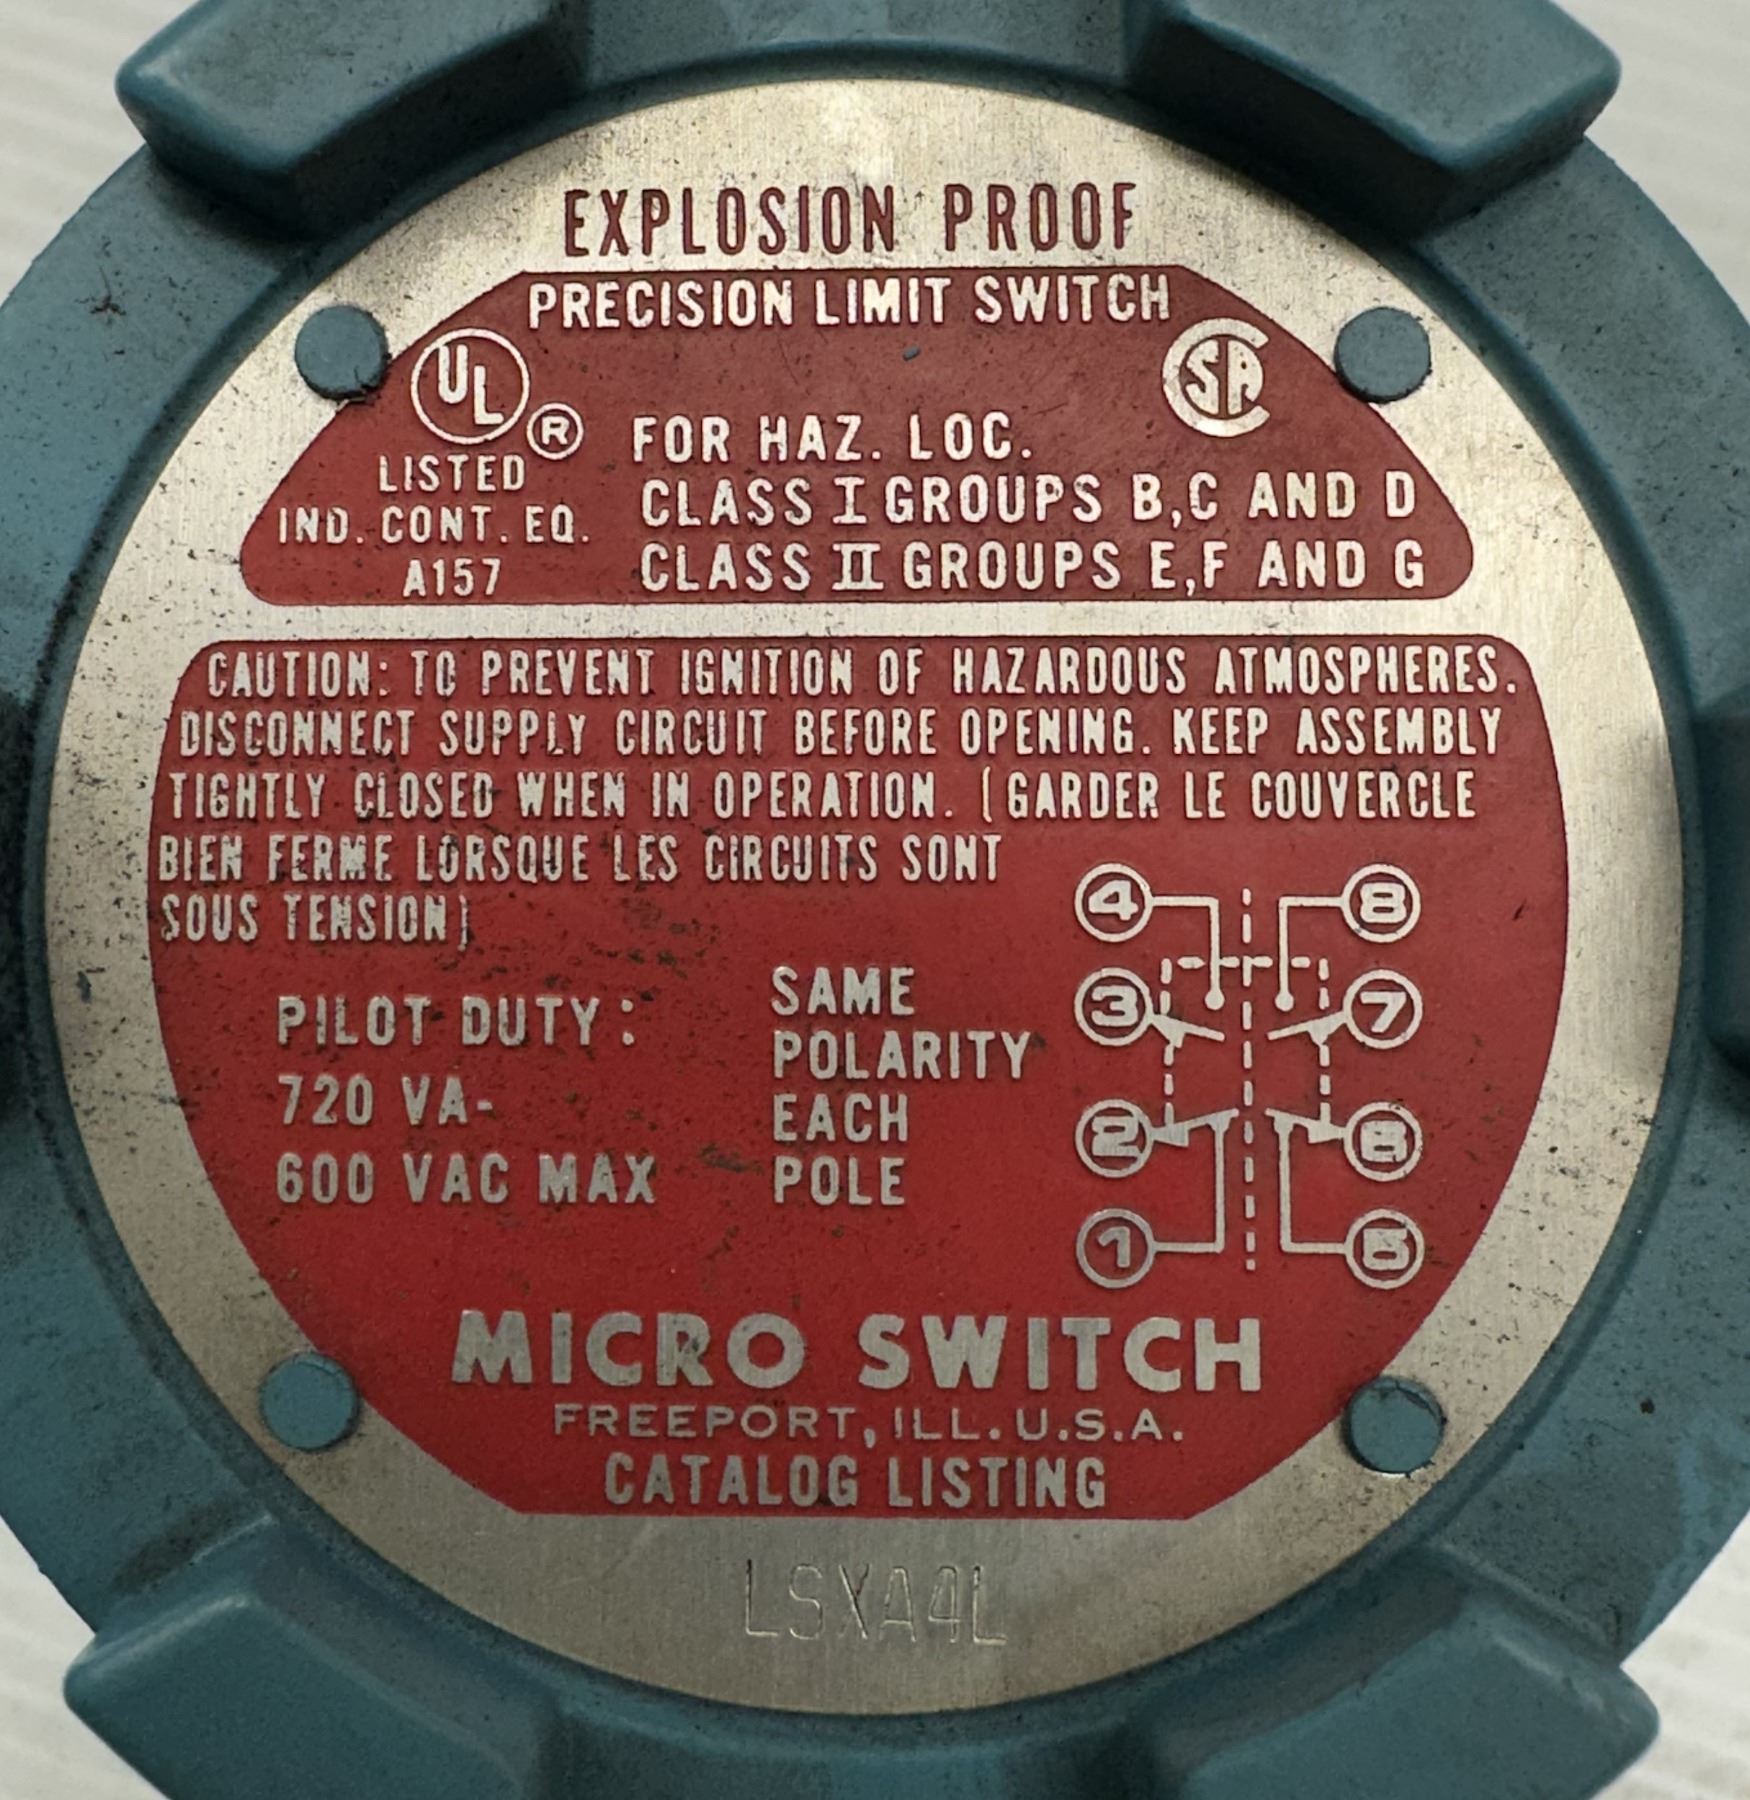 EXPLOSION PROOF
PRECISION LIMIT SWITCH
UL
®
SA
LISTED
IND. CONT. EQ.
A157
FOR HAZ. LOC.
CLASS I GROUPS B,C AND D
CLASS II GROUPS E,F AND G
CAUTION: TO PREVENT IGNITION OF HAZARDOUS ATMOSPHERES.
DISCONNECT SUPPLY CIRCUIT BEFORE OPENING. KEEP ASSEMBLY
TIGHTLY CLOSED WHEN IN OPERATION. (GARDER LE COUVERCLE
BIEN FERME LORSQUE LES CIRCUITS SONT
SOUS TENSION)
PILOT DUTY:
720 VA-
600 VAC MAX
SAME
POLARITY
EACH
POLE
4 8
3 7
2 6
1 5
MICRO SWITCH
FREEPORT, ILL. U.S.A.
CATALOG LISTING
LSXA4L